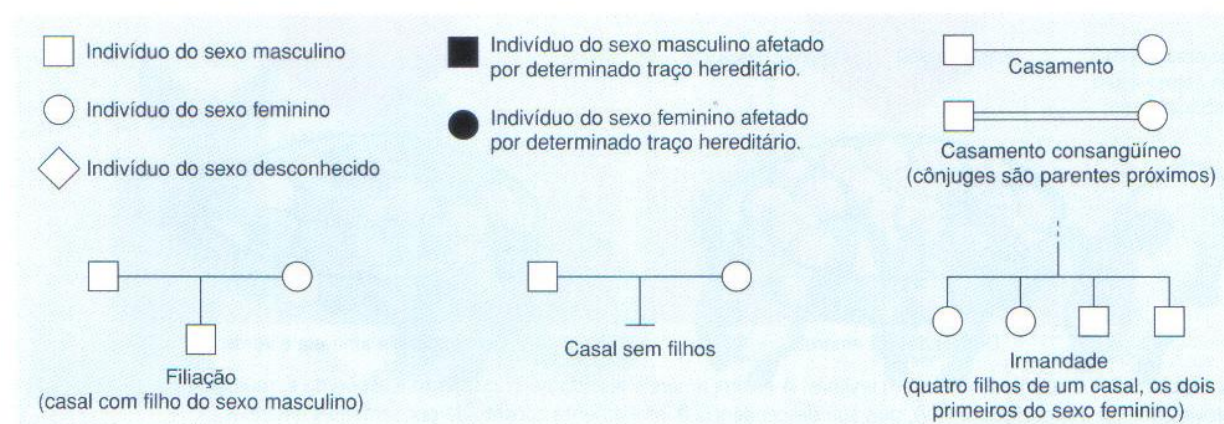 Indivíduo do sexo masculino
Indivíduo do sexo feminino
Indivíduo do sexo desconhecido
Indivíduo do sexo masculino afetado
por determinado traço hereditário.
Indivíduo do sexo feminino afetado
por determinado traço hereditário.
Casamento
Casamento consangüíneo
(cônjuges são parentes próximos)
Filiação
(casal com filho do sexo masculino)
Casal sem filhos
Irmandade
(quatro filhos de um casal, os dois
primeiros do sexo feminino)